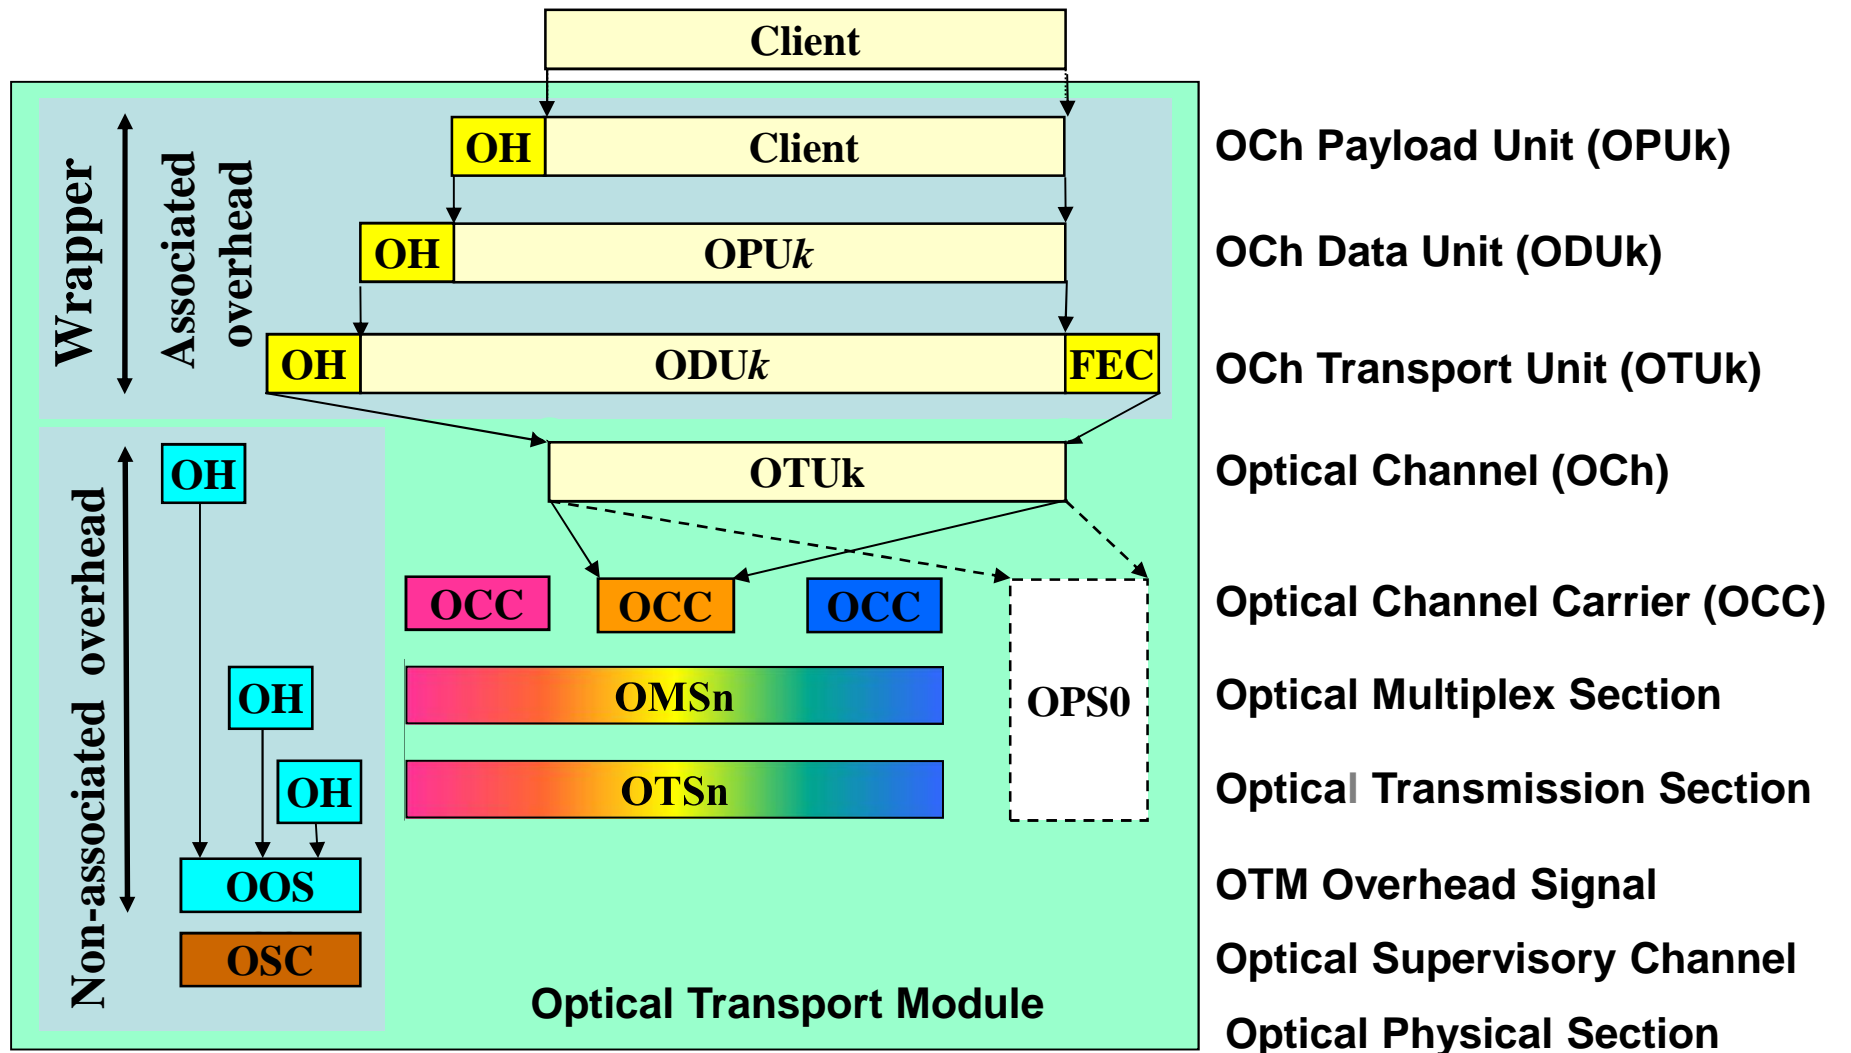 Client
OH Client OCh Payload Unit (OPUk)
Wrapper
Associated
overhead
OH OPUk OCh Data Unit (ODUk)
OH ODUk FEC OCh Transport Unit (OTUk)
Non-associated overhead
OH OTUk Optical Channel (OCh)
OCC OCC OCC Optical Channel Carrier (OCC)
OH OMSn OPS0 Optical Multiplex Section
OH OTSn Optical Transmission Section
OOS OTM Overhead Signal
OSC Optical Supervisory Channel
Optical Transport Module
Optical Physical Section